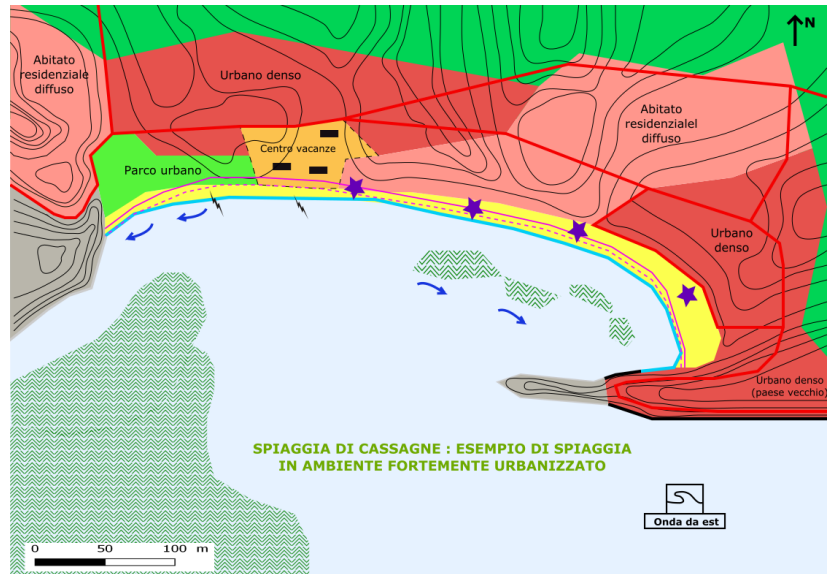 N
Abitato
residenziale
diffuso
Urbano denso
Abitato
residenzialel
diffuso
Centro vacanze
Parco urbano
Urbano
denso
Urbano denso
(paese vecchio)
SPIAGGIA DI CASSAGNE : ESEMPIO DI SPIAGGIA
IN AMBIENTE FORTEMENTE URBANIZZATO
Onda da est
0 50 100 m